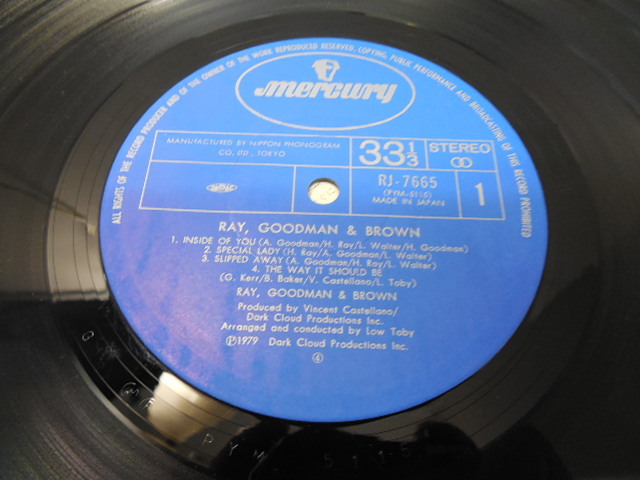 ALL RIGHTS OF THE RECORD PRODUCER AND OF THE OWNER OF THE WORK REPRODUCED RESERVED. COPYING, PUBLIC PERFORMANCE AND BROADCASTING OF THIS RECORD PROHIBITED
mercury
MANUFACTURED BY NIPPON PHONOGRAM CO., LTD., TOKYO
33 1/3
STEREO
RJ-7665
(PYM-5115)
MADE IN JAPAN
1
RAY, GOODMAN & BROWN
1. INSIDE OF YOU (A. Goodman/H. Ray/L. Walter/H. Goodman)
2. SPECIAL LADY (H. Ray/A. Goodman/L. Walter)
3. SLIPPED AWAY (A. Goodman/H. Ray/L. Walter)
4. THE WAY IT SHOULD BE
(G. Kerr/B. Baker/V. Castellano/L. Toby)
RAY, GOODMAN & BROWN
Produced by Vincent Castellano/
Dark Cloud Productions Inc.
Arranged and conducted by Low Toby
Ⓟ1979 Dark Cloud Productions Inc.
④